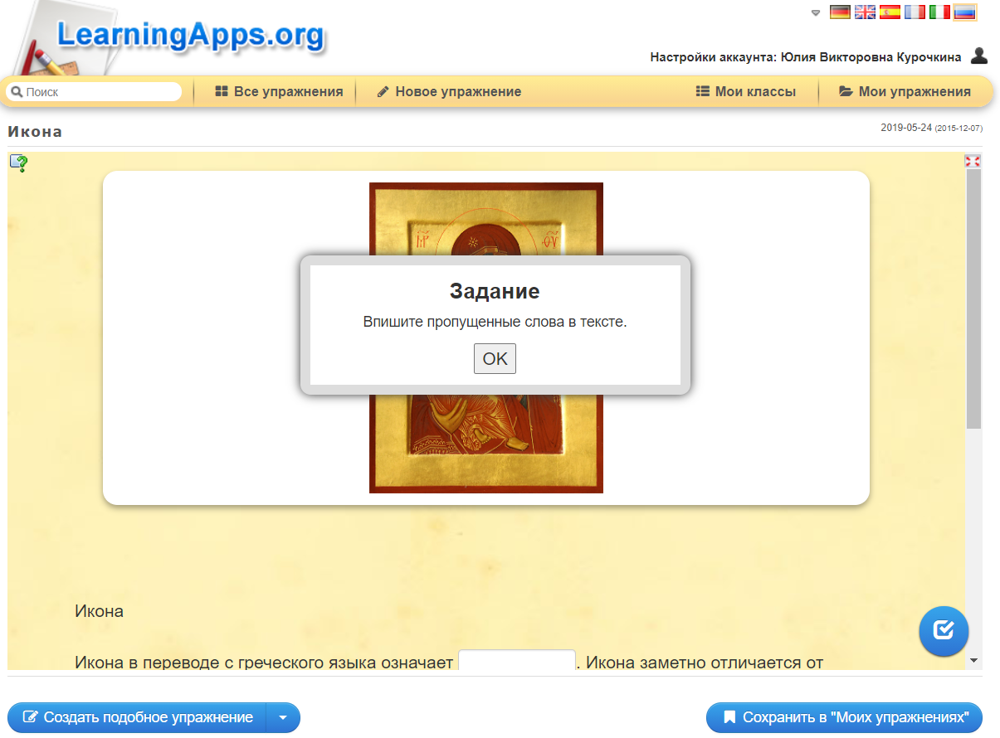 LearningApps.org
Настройки аккаунта: Юлия Викторовна Курочкина
Поиск
Все упражнения
Новое упражнение
Мои классы
Мои упражнения
Икона
2019-05-24 (2015-12-07)
Задание
Впишите пропущенные слова в тексте.
OK
Икона
Икона в переводе с греческого языка означает . Икона заметно отличается от
Создать подобное упражнение
Сохранить в "Моих упражнениях"